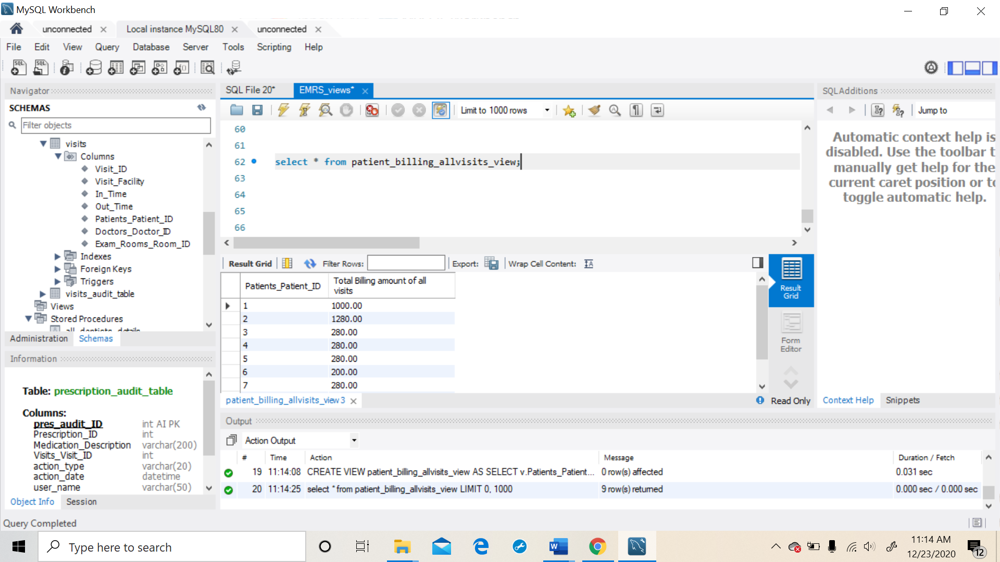 MySQL Workbench
unconnected
Local instance MySQL80
unconnected
File Edit View Query Database Server Tools Scripting Help
Navigator
SCHEMAS
Filter objects
visits
Columns
Visit_ID
Visit_Facility
In_Time
Out_Time
Patients_Patient_ID
Doctors_Doctor_ID
Exam_Rooms_Room_ID
Indexes
Foreign Keys
Triggers
visits_audit_table
Views
Stored Procedures
all_dentists_details
Administration Schemas
Information
Table: prescription_audit_table
Columns:
pres_audit_ID int AI PK
Prescription_ID int
Medication_Description varchar(200)
Visits_Visit_ID int
action_type varchar(20)
action_date datetime
user_name varchar(50)
Object Info Session
Query Completed
SQL File 20* EMRS_views*
Limit to 1000 rows
60
61
62 select * from patient_billing_allvisits_view;
63
64
65
66
Result Grid Filter Rows: Export: Wrap Cell Content:
Patients_Patient_ID Total Billing amount of all
visits
1 1000.00
2 1280.00
3 280.00
4 280.00
5 280.00
6 200.00
7 280.00
Result
Grid
Form
Editor
patient_billing_allvisits_view 3
Read Only
Output
Action Output
# Time Action Message Duration / Fetch
19 11:14:08 CREATE VIEW patient_billing_allvisits_view AS SELECT v.Patients_Patient... 0 row(s) affected 0.031 sec
20 11:14:25 select * from patient_billing_allvisits_view LIMIT 0, 1000 9 row(s) returned 0.000 sec / 0.000 sec
SQLAdditions
Jump to
Automatic context help is
disabled. Use the toolbar t
manually get help for the
current caret position or to
toggle automatic help.
Context Help Snippets
Type here to search
11:14 AM
12/23/2020
12